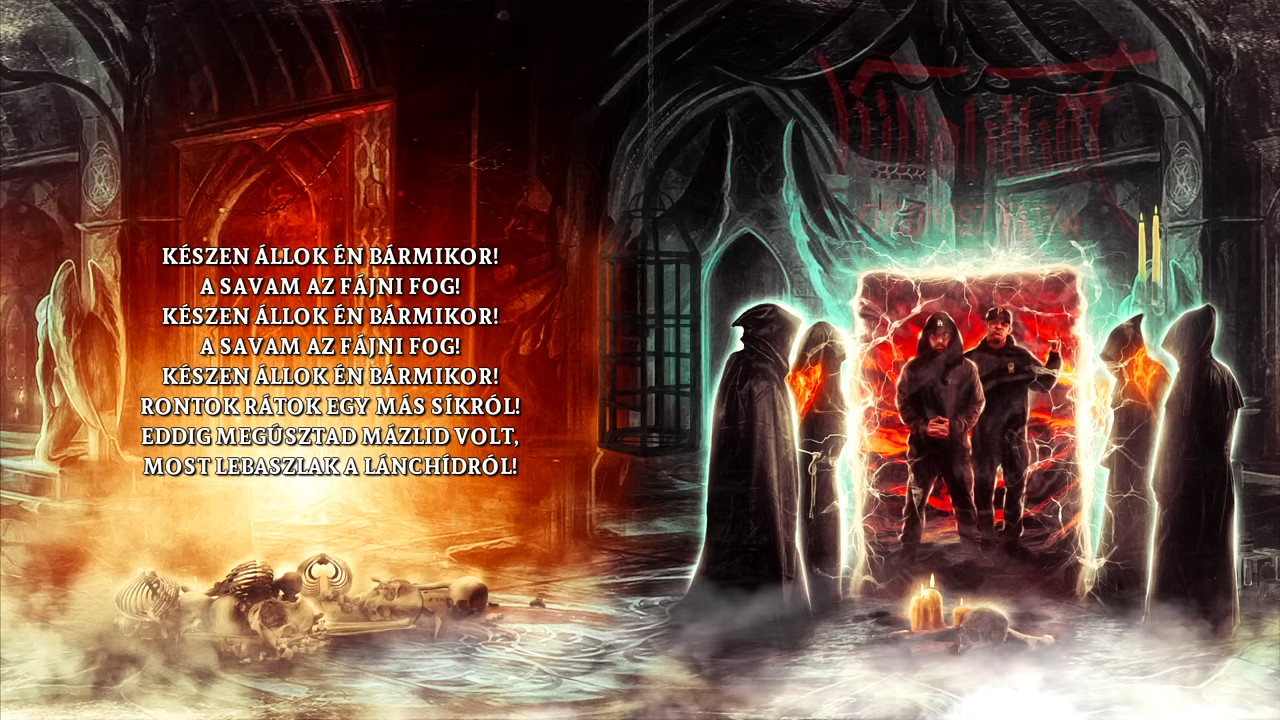 KÉSZEN ÁLLOK ÉN BÁRMIKOR!
A SAVAM AZ FÁJNI FOG!
KÉSZEN ÁLLOK ÉN BÁRMIKOR!
A SAVAM AZ FÁJNI FOG!
KÉSZEN ÁLLOK ÉN BÁRMIKOR!
RONTOK RÁTOK EGY MÁS SÍKRÓL!
EDDIG MEGÚSZTAD MÁZLID VOLT,
MOST LEBASZLAK A LÁNCHÍDRÓL!